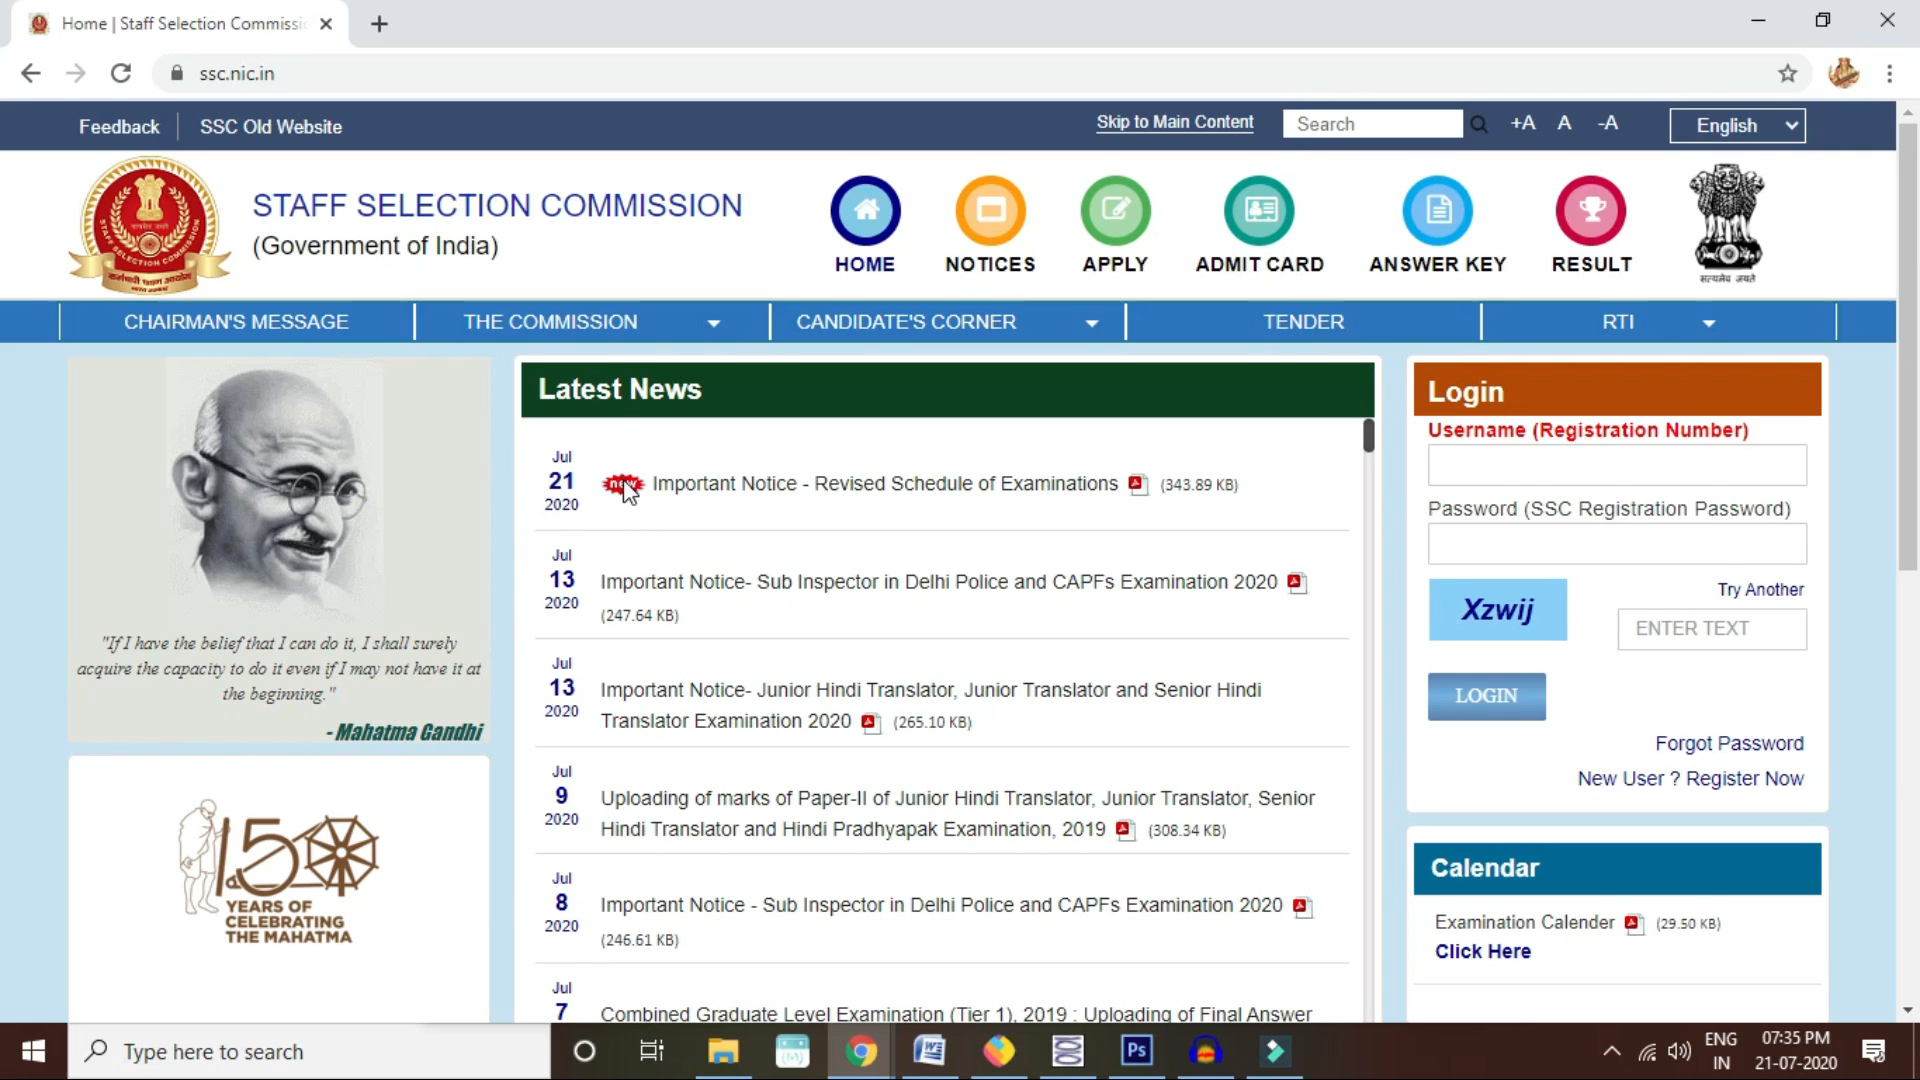 Home | Staff Selection Commissi
ssc.nic.in
Feedback
SSC Old Website
Skip to Main Content
Search
+A
A
-A
English
STAFF SELECTION COMMISSION
(Government of India)
HOME
NOTICES
APPLY
ADMIT CARD
ANSWER KEY
RESULT
सत्यमेव जयते
STAFF SELECTION COMMISSION
CHAIRMAN'S MESSAGE
THE COMMISSION
CANDIDATE'S CORNER
TENDER
RTI
"If I have the belief that I can do it, I shall surely
acquire the capacity to do it even if I may not have it at
the beginning."
- Mahatma Gandhi
150
YEARS OF
CELEBRATING
THE MAHATMA
Latest News
Jul
21
2020
new Important Notice - Revised Schedule of Examinations (343.89 KB)
Jul
13
2020
Important Notice- Sub Inspector in Delhi Police and CAPFs Examination 2020
(247.64 KB)
Jul
13
2020
Important Notice- Junior Hindi Translator, Junior Translator and Senior Hindi
Translator Examination 2020 (265.10 KB)
Jul
9
2020
Uploading of marks of Paper-II of Junior Hindi Translator, Junior Translator, Senior
Hindi Translator and Hindi Pradhyapak Examination, 2019 (308.34 KB)
Jul
8
2020
Important Notice - Sub Inspector in Delhi Police and CAPFs Examination 2020
(246.61 KB)
Jul
7
Combined Graduate Level Examination (Tier 1), 2019 : Uploading of Final Answer
Login
Username (Registration Number)
Password (SSC Registration Password)
Xzwij
Try Another
ENTER TEXT
LOGIN
Forgot Password
New User ? Register Now
Calendar
Examination Calender (29.50 KB)
Click Here
Type here to search
Ps
ENG
IN
07:35 PM
21-07-2020